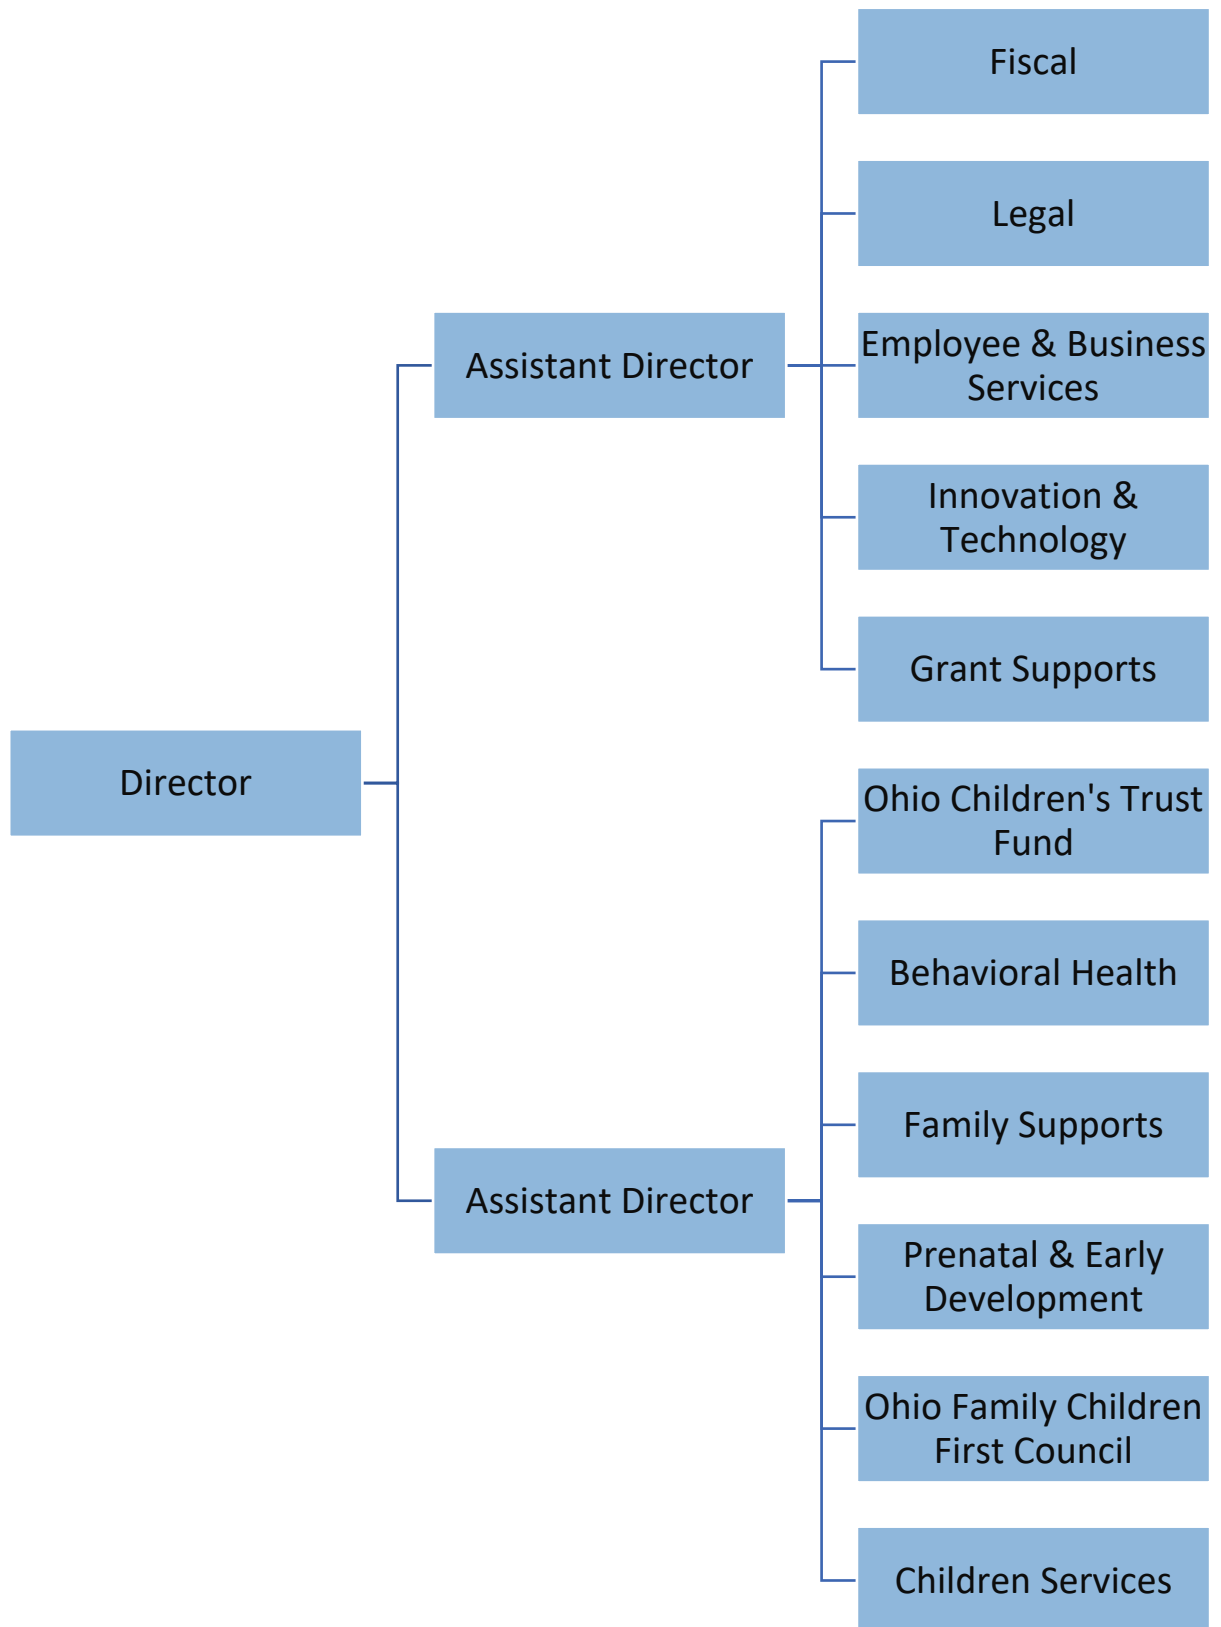 Fiscal
Legal
Employee & Business
Services
Assistant Director
Innovation &
Technology
Grant Supports
Director
Ohio Children's Trust
Fund
Behavioral Health
Family Supports
Assistant Director
Prenatal & Early
Development
Ohio Family Children
First Council
Children Services